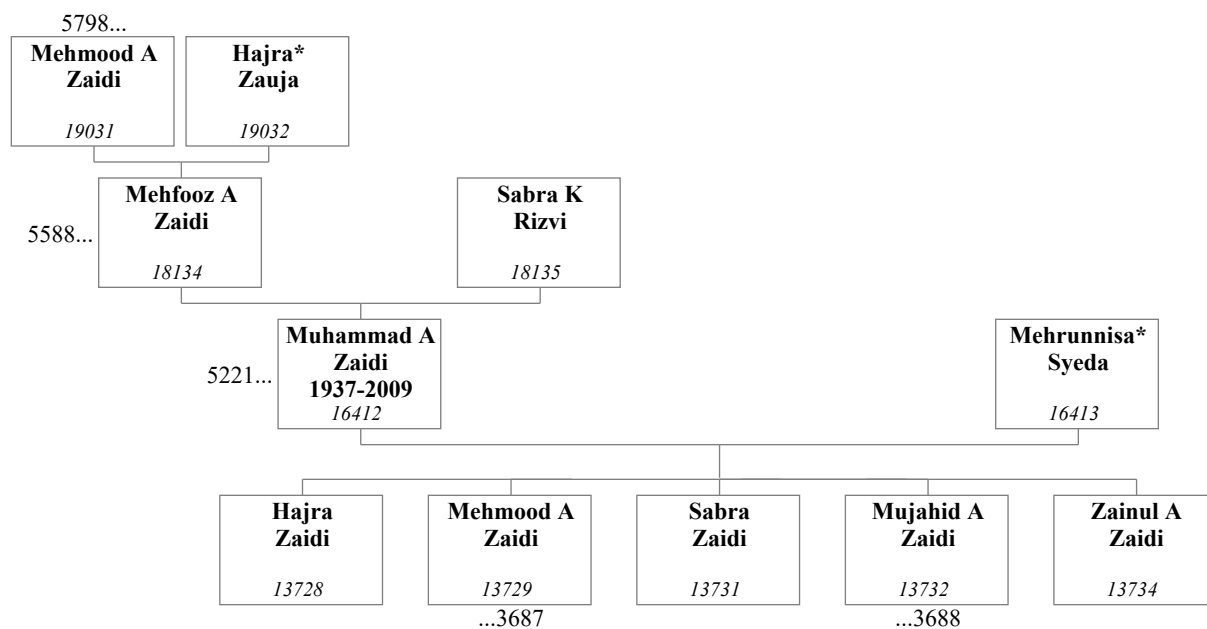 5798...
Mehmood A
Zaidi
19031
Hajra*
Zauja
19032
5588...
Mehfooz A
Zaidi
18134
Sabra K
Rizvi
18135
5221...
Muhammad A
Zaidi
1937-2009
16412
Mehrunnisa*
Syeda
16413
Hajra
Zaidi
13728
Mehmood A
Zaidi
13729
...3687
Sabra
Zaidi
13731
Mujahid A
Zaidi
13732
...3688
Zainul A
Zaidi
13734